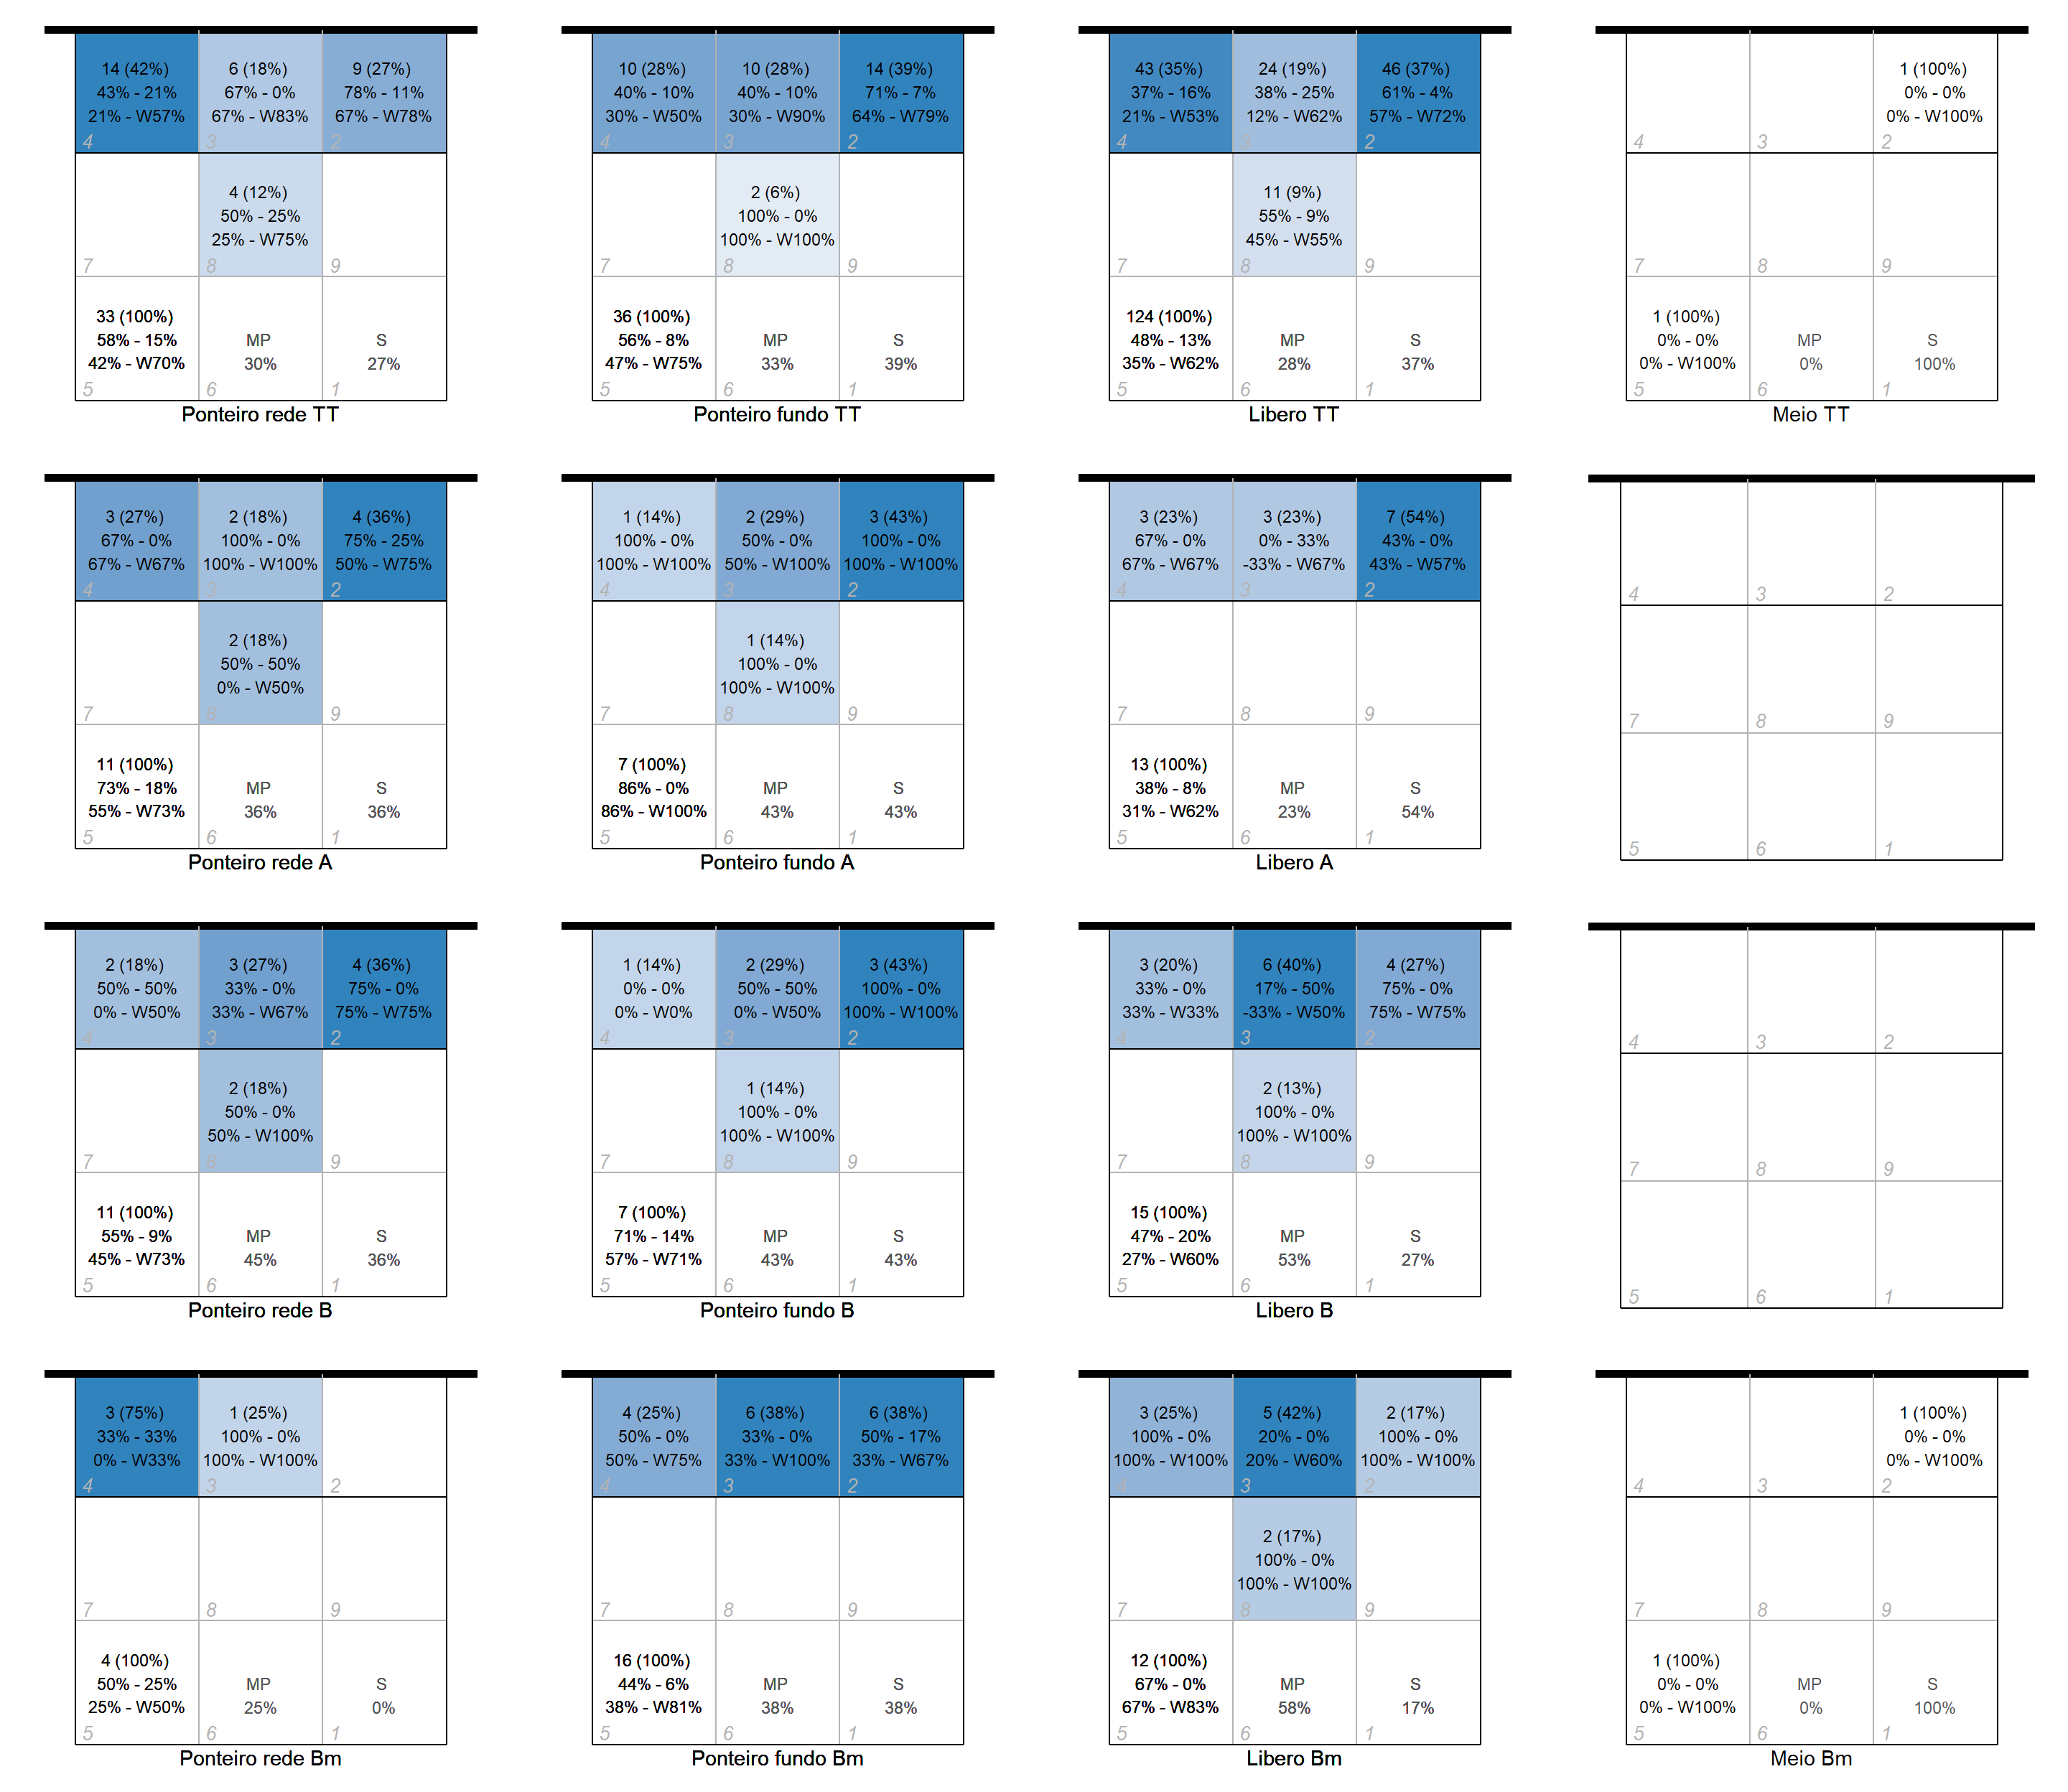 14 (42%)
43% - 21%
21% - W57%
4
6 (18%)
67% - 0%
67% - W83%
3
9 (27%)
78% - 11%
67% - W78%
2
7
4 (12%)
50% - 25%
25% - W75%
8
9
33 (100%)
58% - 15%
42% - W70%
5
MP
30%
6
S
27%
1
Ponteiro rede TT
10 (28%)
40% - 10%
30% - W50%
4
10 (28%)
40% - 10%
30% - W90%
3
14 (39%)
71% - 7%
64% - W79%
2
7
2 (6%)
100% - 0%
100% - W100%
8
9
36 (100%)
56% - 8%
47% - W75%
5
MP
33%
6
S
39%
1
Ponteiro fundo TT
43 (35%)
37% - 16%
21% - W53%
4
24 (19%)
38% - 25%
12% - W62%
3
46 (37%)
61% - 4%
57% - W72%
2
7
11 (9%)
55% - 9%
45% - W55%
8
9
124 (100%)
48% - 13%
35% - W62%
5
MP
28%
6
S
37%
1
Libero TT
4
3
1 (100%)
0% - 0%
0% - W100%
2
7
8
9
1 (100%)
0% - 0%
0% - W100%
5
MP
0%
6
S
100%
1
Meio TT
3 (27%)
67% - 0%
67% - W67%
4
2 (18%)
100% - 0%
100% - W100%
3
4 (36%)
75% - 25%
50% - W75%
2
7
2 (18%)
50% - 50%
0% - W50%
8
9
11 (100%)
73% - 18%
55% - W73%
5
MP
36%
6
S
36%
1
Ponteiro rede A
1 (14%)
100% - 0%
100% - W100%
4
2 (29%)
50% - 0%
50% - W100%
3
3 (43%)
100% - 0%
100% - W100%
2
7
1 (14%)
100% - 0%
100% - W100%
8
9
7 (100%)
86% - 0%
86% - W100%
5
MP
43%
6
S
43%
1
Ponteiro fundo A
3 (23%)
67% - 0%
67% - W67%
4
3 (23%)
0% - 33%
-33% - W67%
3
7 (54%)
43% - 0%
43% - W57%
2
7
8
9
13 (100%)
38% - 8%
31% - W62%
5
MP
23%
6
S
54%
1
Libero A
4
3
2
7
8
9
5
6
1
2 (18%)
50% - 50%
0% - W50%
4
3 (27%)
33% - 0%
33% - W67%
3
4 (36%)
75% - 0%
75% - W75%
2
7
2 (18%)
50% - 0%
50% - W100%
8
9
11 (100%)
55% - 9%
45% - W73%
5
MP
45%
6
S
36%
1
Ponteiro rede B
1 (14%)
0% - 0%
0% - W0%
4
2 (29%)
50% - 50%
0% - W50%
3
3 (43%)
100% - 0%
100% - W100%
2
7
1 (14%)
100% - 0%
100% - W100%
8
9
7 (100%)
71% - 14%
57% - W71%
5
MP
43%
6
S
43%
1
Ponteiro fundo B
3 (20%)
33% - 0%
33% - W33%
4
6 (40%)
17% - 50%
-33% - W50%
3
4 (27%)
75% - 0%
75% - W75%
2
7
2 (13%)
100% - 0%
100% - W100%
8
9
15 (100%)
47% - 20%
27% - W60%
5
MP
53%
6
S
27%
1
Libero B
4
3
2
7
8
9
5
6
1
3 (75%)
33% - 33%
0% - W33%
4
1 (25%)
100% - 0%
100% - W100%
3
2
7
8
9
4 (100%)
50% - 25%
25% - W50%
5
MP
25%
6
S
0%
1
Ponteiro rede Bm
4 (25%)
50% - 0%
50% - W75%
4
6 (38%)
33% - 0%
33% - W100%
3
6 (38%)
50% - 17%
33% - W67%
2
7
8
9
16 (100%)
44% - 6%
38% - W81%
5
MP
38%
6
S
38%
1
Ponteiro fundo Bm
3 (25%)
100% - 0%
100% - W100%
4
5 (42%)
20% - 0%
20% - W60%
3
2 (17%)
100% - 0%
100% - W100%
2
7
2 (17%)
100% - 0%
100% - W100%
8
9
12 (100%)
67% - 0%
67% - W83%
5
MP
58%
6
S
17%
1
Libero Bm
4
3
1 (100%)
0% - 0%
0% - W100%
2
7
8
9
1 (100%)
0% - 0%
0% - W100%
5
MP
0%
6
S
100%
1
Meio Bm